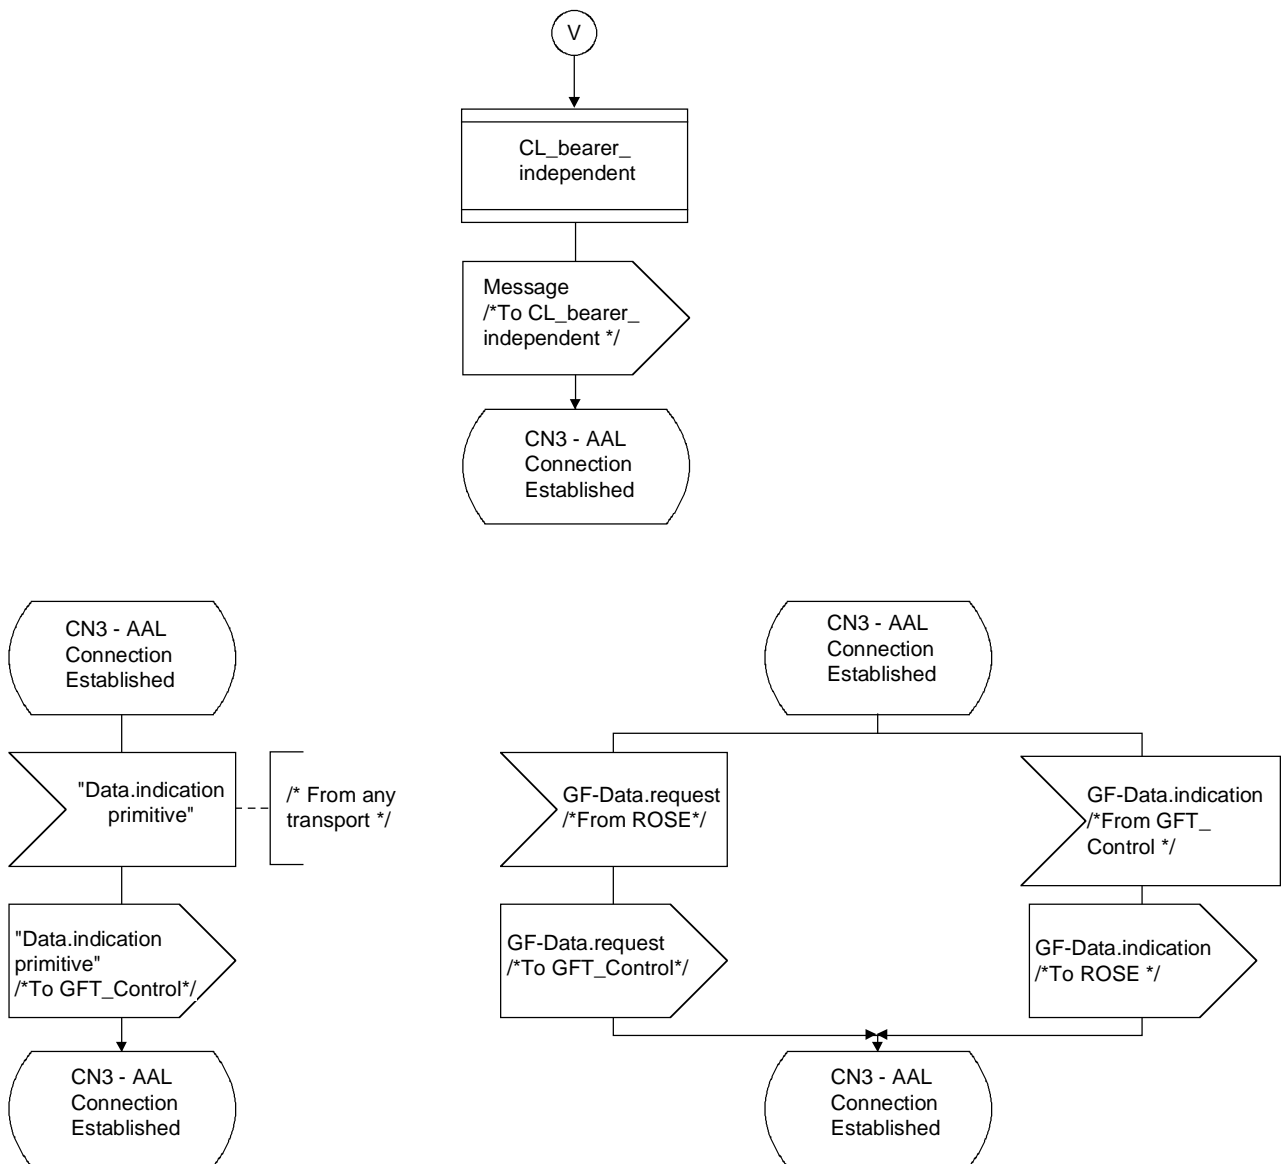 V
CL_bearer_
independent
Message
/*To CL_bearer_
independent */
CN3 - AAL
Connection
Established
CN3 - AAL
Connection
Established
"Data.indication
primitive"
/* From any
transport */
"Data.indication
primitive"
/*To GFT_Control*/
CN3 - AAL
Connection
Established
CN3 - AAL
Connection
Established
GF-Data.request
/*From ROSE*/
GF-Data.indication
/*From GFT_
Control */
GF-Data.request
/*To GFT_Control*/
GF-Data.indication
/*To ROSE */
CN3 - AAL
Connection
Established